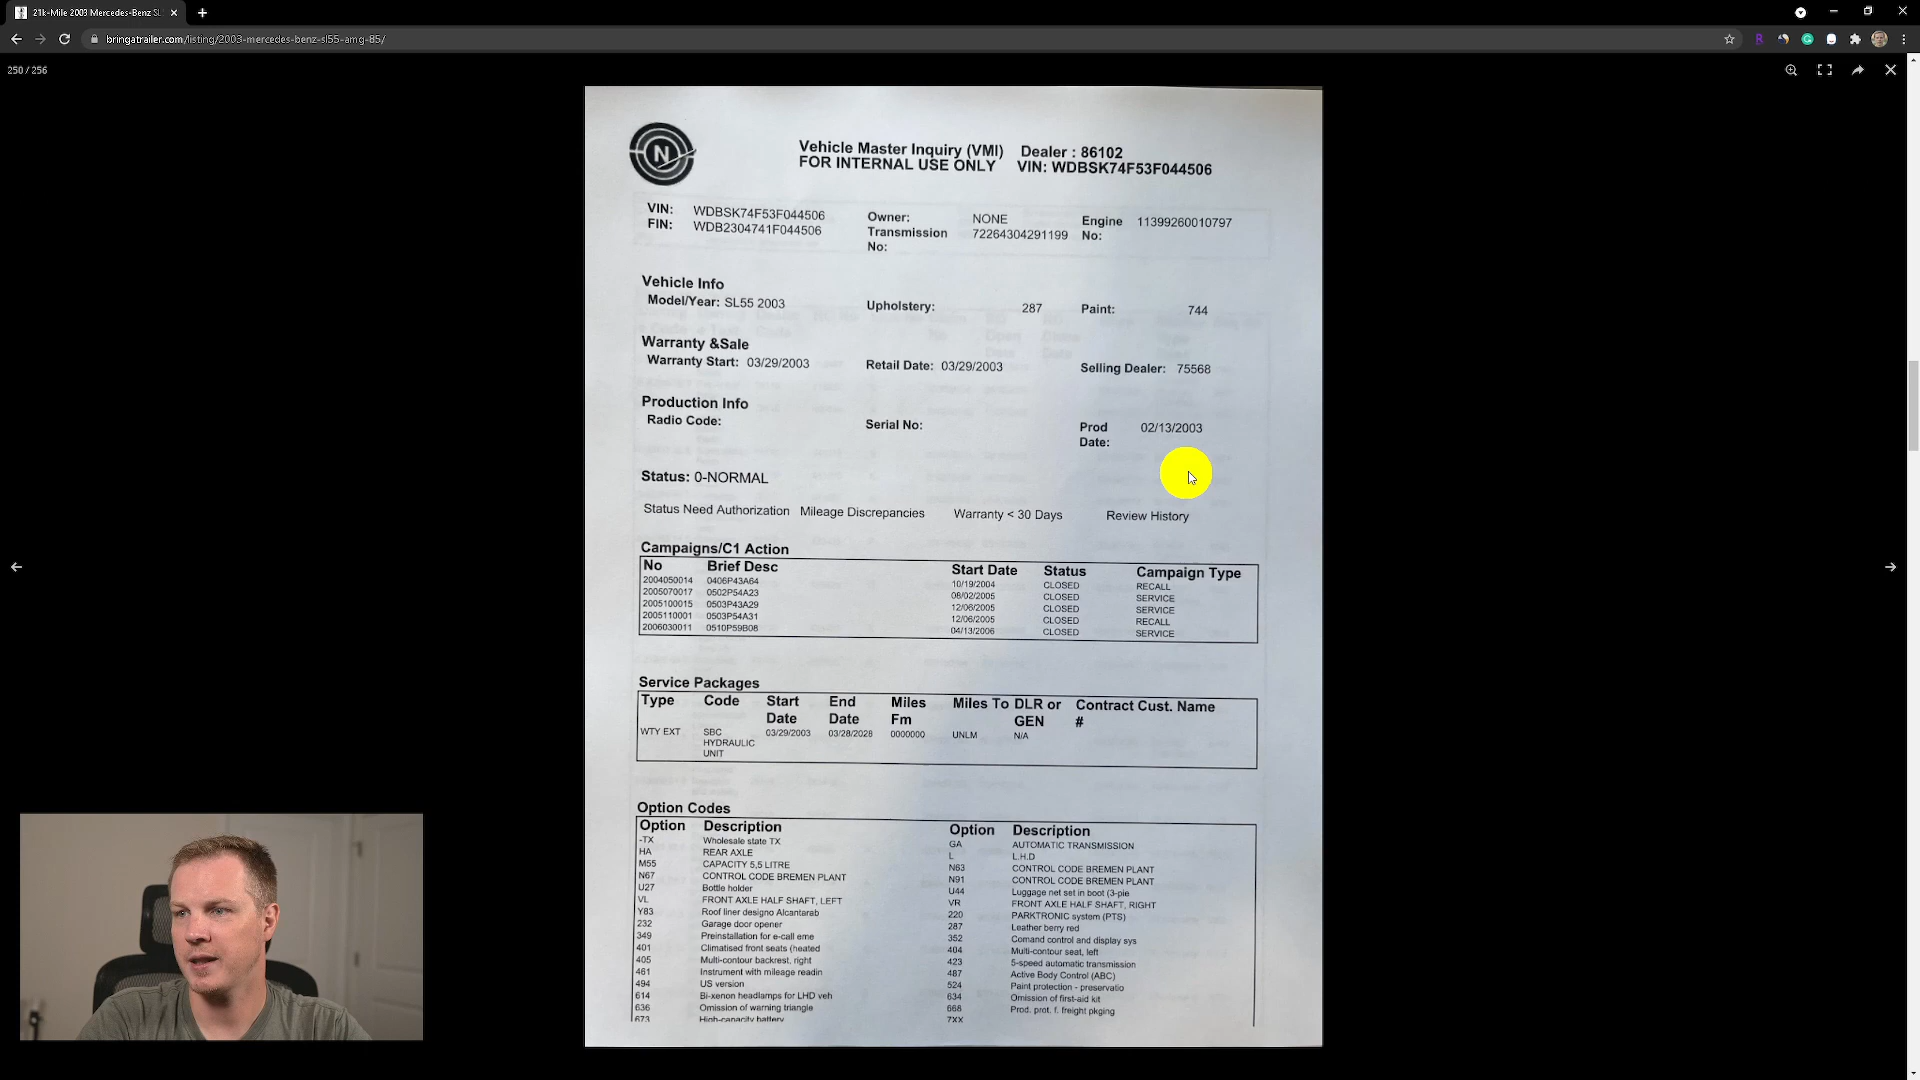 21k-Mile 2003 Mercedes-Benz SL
bringatrailer.com/listing/2003-mercedes-benz-sl55-amg-85/
250 / 256
N
Vehicle Master Inquiry (VMI) Dealer : 86102
FOR INTERNAL USE ONLY VIN: WDBSK74F53F044506
VIN: WDBSK74F53F044506 Owner: NONE Engine 11399260010797
FIN: WDB2304741F044506 Transmission 72264304291199 No:
No:
Vehicle Info
Model/Year: SL55 2003 Upholstery: 287 Paint: 744
Warranty &Sale
Warranty Start: 03/29/2003 Retail Date: 03/29/2003 Selling Dealer: 75568
Production Info
Radio Code: Serial No: Prod 02/13/2003
Date:
Status: 0-NORMAL
Status Need Authorization Mileage Discrepancies Warranty < 30 Days Review History
Campaigns/C1 Action
No Brief Desc Start Date Status Campaign Type
2004050014 0406P43A64 10/19/2004 CLOSED RECALL
2005070017 0502P54A23 08/02/2005 CLOSED SERVICE
2005100015 0503P43A29 12/06/2005 CLOSED SERVICE
2005110001 0503P54A31 12/06/2005 CLOSED RECALL
2006030011 0510P59B08 04/13/2006 CLOSED SERVICE
Service Packages
Type Code Start End Miles Miles To DLR or Contract Cust. Name
Date Date Fm GEN #
WTY EXT SBC 03/29/2003 03/28/2028 0000000 UNLM N/A
HYDRAULIC
UNIT
Option Codes
Option Description Option Description
-TX Wholesale state TX GA AUTOMATIC TRANSMISSION
HA REAR AXLE L L.H.D
M55 CAPACITY 5,5 LITRE N63 CONTROL CODE BREMEN PLANT
N67 CONTROL CODE BREMEN PLANT N91 CONTROL CODE BREMEN PLANT
U27 Bottle holder U44 Luggage net set in boot (3-pie
VL FRONT AXLE HALF SHAFT, LEFT VR FRONT AXLE HALF SHAFT, RIGHT
Y83 Roof liner designo Alcantarab 220 PARKTRONIC system (PTS)
232 Garage door opener 287 Leather berry red
349 Preinstallation for e-call eme 352 Comand control and display sys
401 Climatised front seats (heated 404 Multi-contour seat, left
405 Multi-contour backrest, right 423 5-speed automatic transmission
461 Instrument with mileage readin 487 Active Body Control (ABC)
494 US version 524 Paint protection - preservatio
614 Bi-xenon headlamps for LHD veh 634 Omission of first-aid kit
636 Omission of warning triangle 668 Prod. prot. f. freight pkging
673 High-capacity battery 7XX